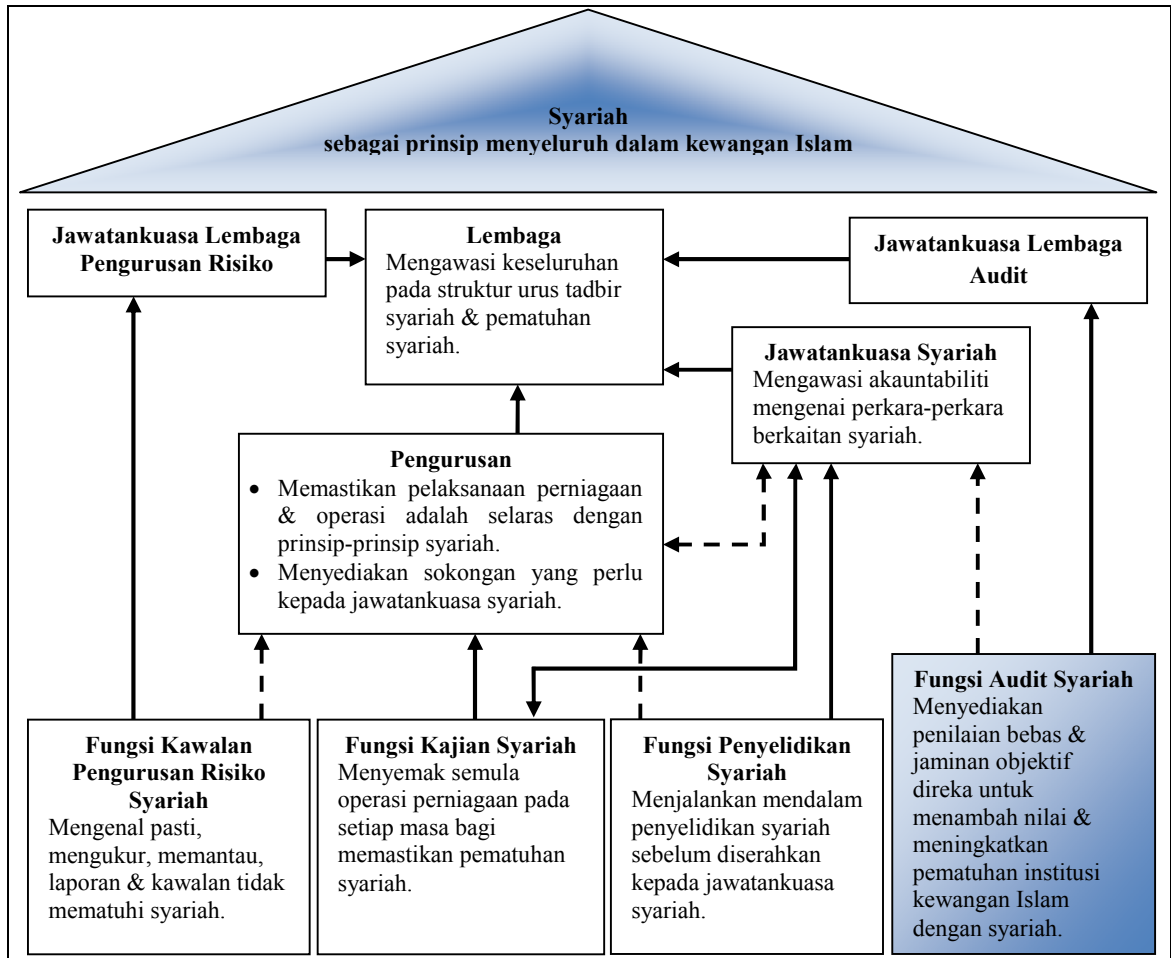 Syariah
sebagai prinsip menyeluruh dalam kewangan Islam
Jawatankuasa Lembaga
Pengurusan Risiko
Lembaga
Mengawasi keseluruhan
pada struktur urus tadbir
syariah & pematuhan
syariah.
Jawatankuasa Lembaga
Audit
Jawatankuasa Syariah
Mengawasi akauntabiliti
mengenai perkara-perkara
berkaitan syariah.
Pengurusan
• Memastikan pelaksanaan perniagaan
& operasi adalah selaras dengan
prinsip-prinsip syariah.
• Menyediakan sokongan yang perlu
kepada jawatankuasa syariah.
Fungsi Kawalan
Pengurusan Risiko
Syariah
Mengenal pasti,
mengukur, memantau,
laporan & kawalan tidak
mematuhi syariah.
Fungsi Kajian Syariah
Menyemak semula
operasi perniagaan pada
setiap masa bagi
memastikan pematuhan
syariah.
Fungsi Penyelidikan
Syariah
Menjalankan mendalam
penyelidikan syariah
sebelum diserahkan
kepada jawatankuasa
syariah.
Fungsi Audit Syariah
Menyediakan
penilaian bebas &
jaminan objektif
direka untuk
menambah nilai &
meningkatkan
pematuhan institusi
kewangan Islam
dengan syariah.